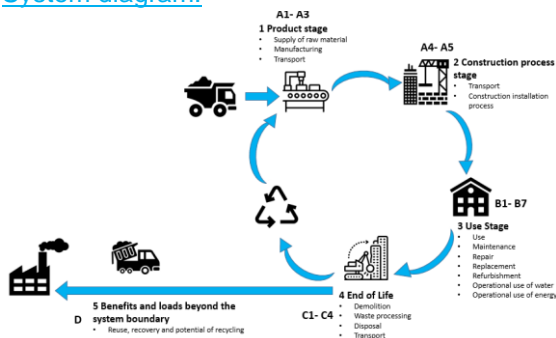 System diagram:
A1- A3
1 Product stage
• Supply of raw material
• Manufacturing
• Transport
A4- A5
2 Construction process
stage
• Transport
• Construction installation
process
B1- B7
3 Use Stage
• Use
• Maintenance
• Repair
• Replacement
• Refurbishment
• Operational use of water
• Operational use of energy
4 End of Life
C1- C4
• Demolition
• Waste processing
• Disposal
• Transport
5 Benefits and loads beyond the
D system boundary
• Reuse, recovery and potential of recycling